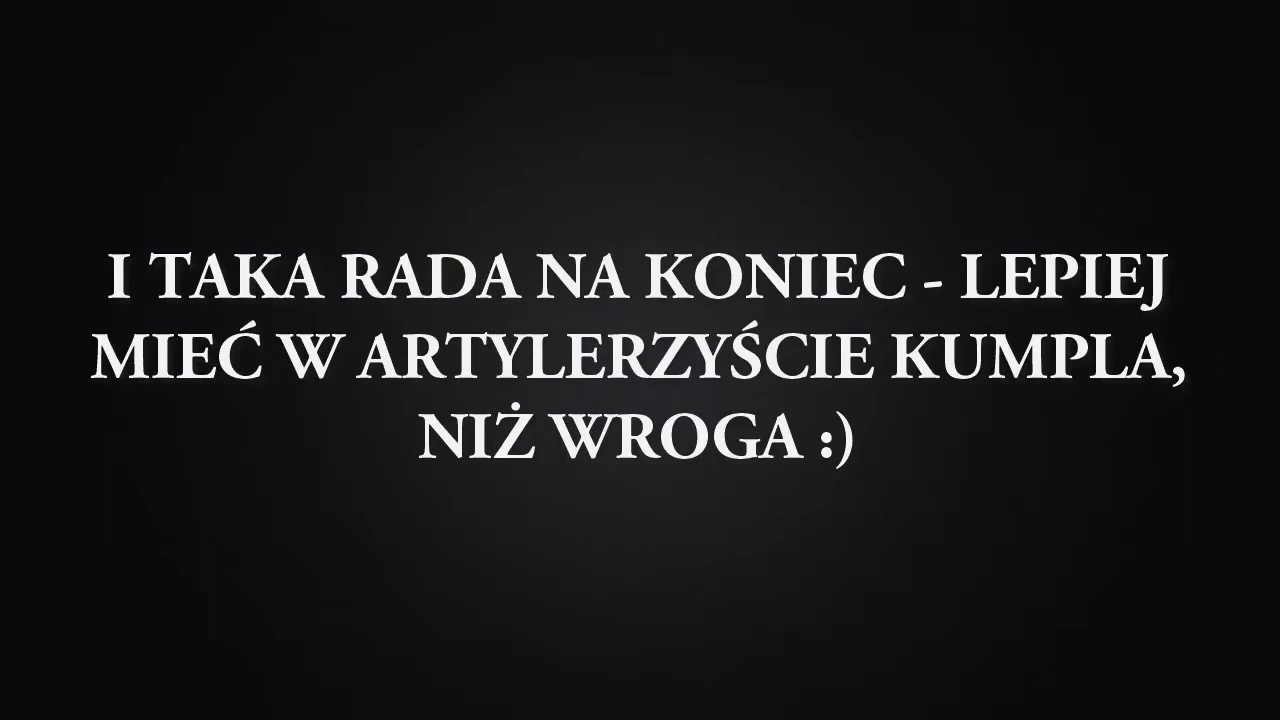 I TAKA RADA NA KONIEC - LEPIEJ
MIEĆ W ARTYLERZYŚCIE KUMPLA,
NIŻ WROGA :)